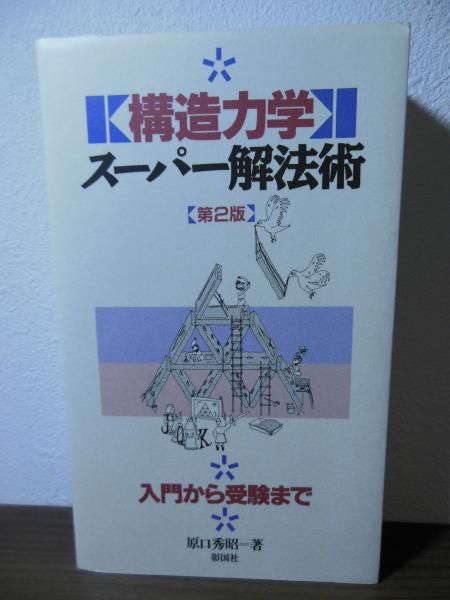 構造力学
スーパー解法術
【第2版】
JOK
入門から受験まで
原口秀昭=著
彰国社